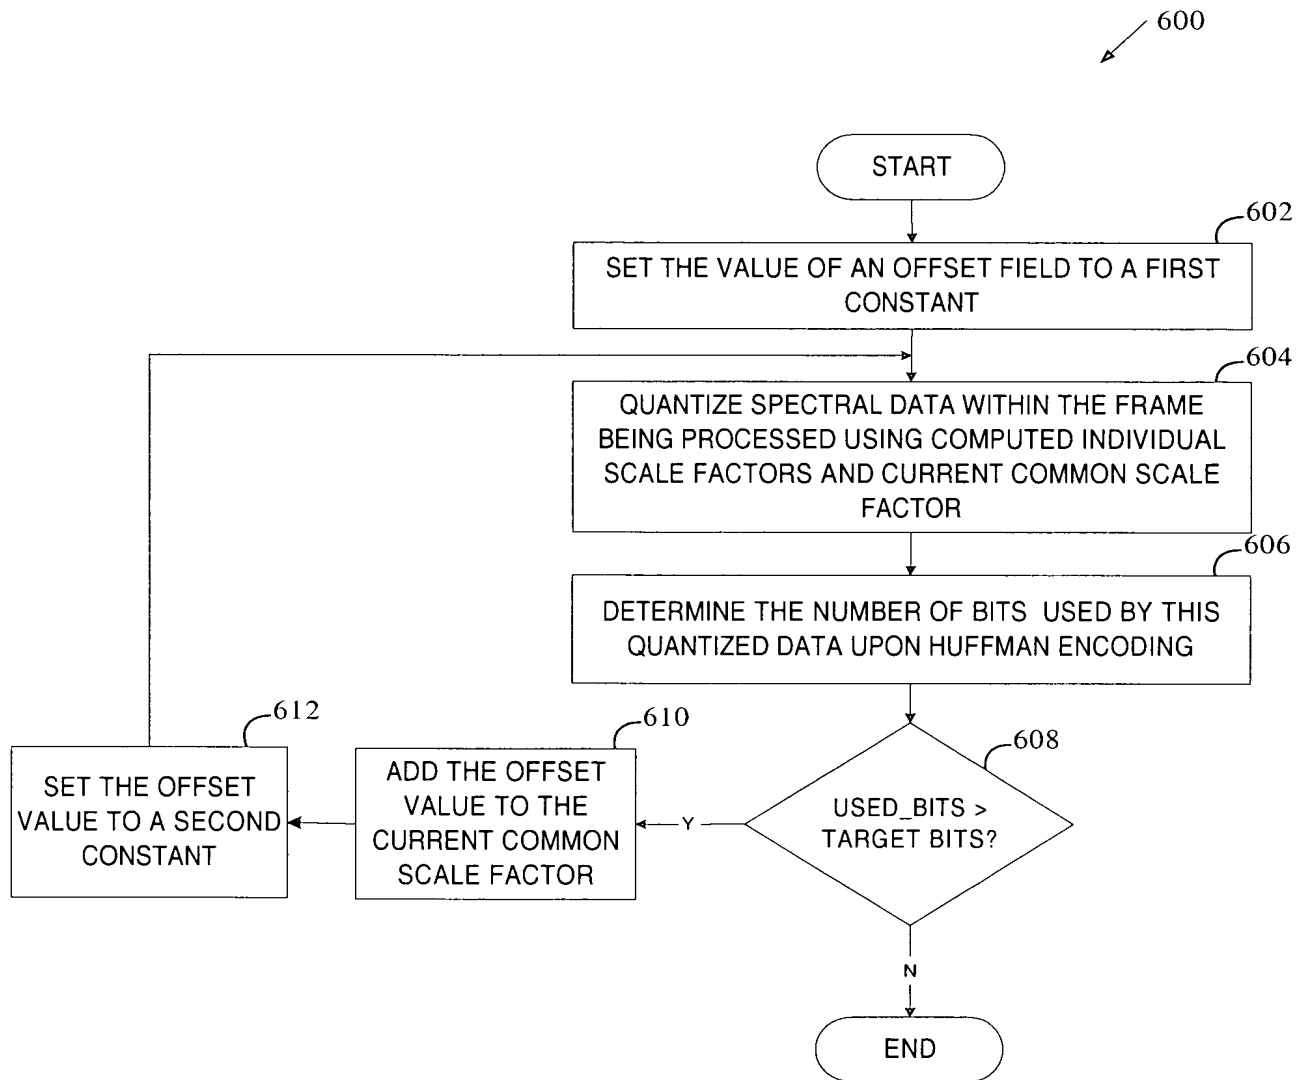 600
START
602
SET THE VALUE OF AN OFFSET FIELD TO A FIRST
CONSTANT
604
QUANTIZE SPECTRAL DATA WITHIN THE FRAME
BEING PROCESSED USING COMPUTED INDIVIDUAL
SCALE FACTORS AND CURRENT COMMON SCALE
FACTOR
606
DETERMINE THE NUMBER OF BITS USED BY THIS
QUANTIZED DATA UPON HUFFMAN ENCODING
608
USED_BITS >
TARGET BITS?
Y
610
ADD THE OFFSET
VALUE TO THE
CURRENT COMMON
SCALE FACTOR
612
SET THE OFFSET
VALUE TO A SECOND
CONSTANT
N
END